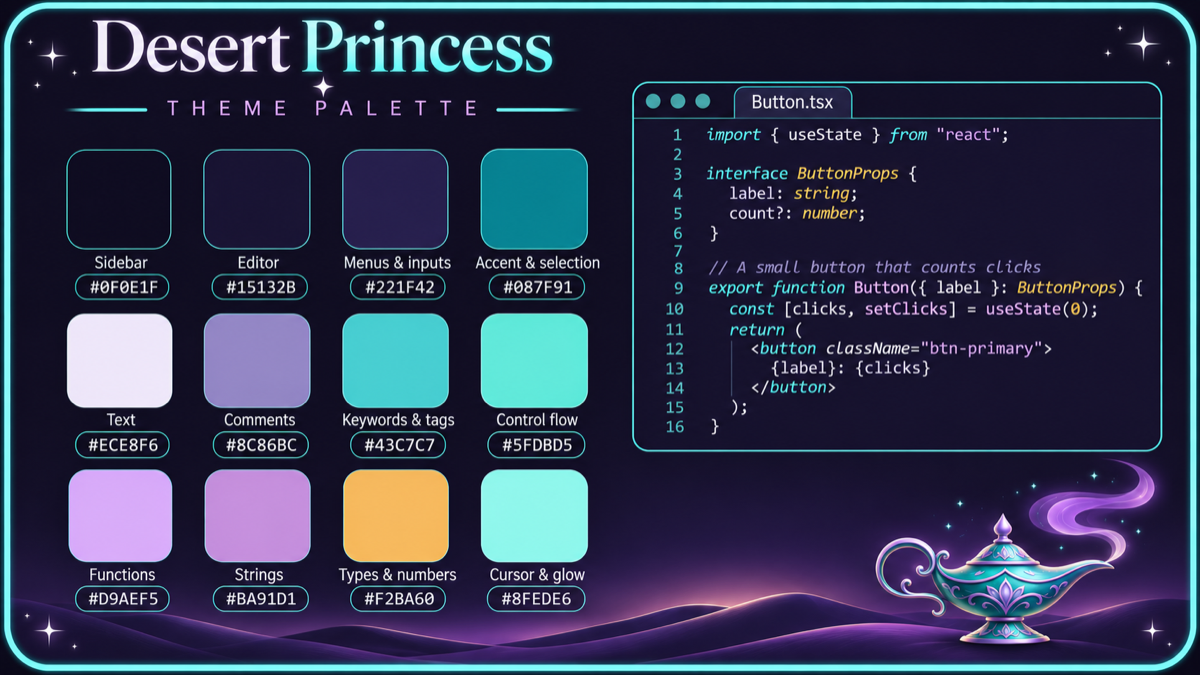 Desert Princess
THEME PALETTE
Sidebar
#0F0E1F
Editor
#15132B
Menus & inputs
#221F42
Accent & selection
#087F91
Text
#ECE8F6
Comments
#8C86BC
Keywords & tags
#43C7C7
Control flow
#5FDBD5
Functions
#D9AEF5
Strings
#BA91D1
Types & numbers
#F2BA60
Cursor & glow
#8FEDE6
Button.tsx
1 import { useState } from "react";
2
3 interface ButtonProps {
4 label: string;
5 count?: number;
6 }
7
8 // A small button that counts clicks
9 export function Button({ label }: ButtonProps) {
10 const [clicks, setClicks] = useState(0);
11 return (
12 <button className="btn-primary">
13 {label}: {clicks}
14 </button>
15 );
16 }